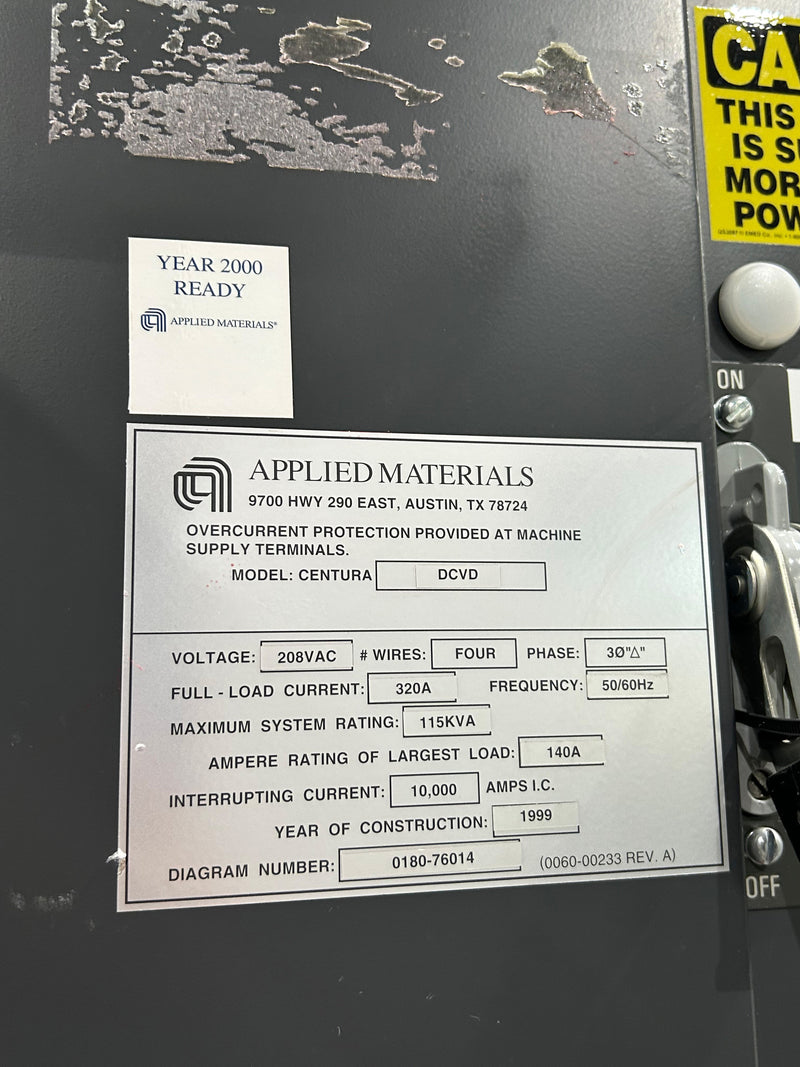 CA
THIS
IS SU
MOR
POW
YEAR 2000
READY
APPLIED MATERIALS®
ON
APPLIED MATERIALS
9700 HWY 290 EAST, AUSTIN, TX 78724
OVERCURRENT PROTECTION PROVIDED AT MACHINE
SUPPLY TERMINALS.
MODEL: CENTURA DCVD
VOLTAGE: 208VAC # WIRES: FOUR PHASE: 3Ø"Δ"
FULL - LOAD CURRENT: 320A FREQUENCY: 50/60Hz
MAXIMUM SYSTEM RATING: 115KVA
AMPERE RATING OF LARGEST LOAD: 140A
INTERRUPTING CURRENT: 10,000 AMPS I.C.
YEAR OF CONSTRUCTION: 1999
DIAGRAM NUMBER: 0180-76014 (0060-00233 REV. A)
OFF